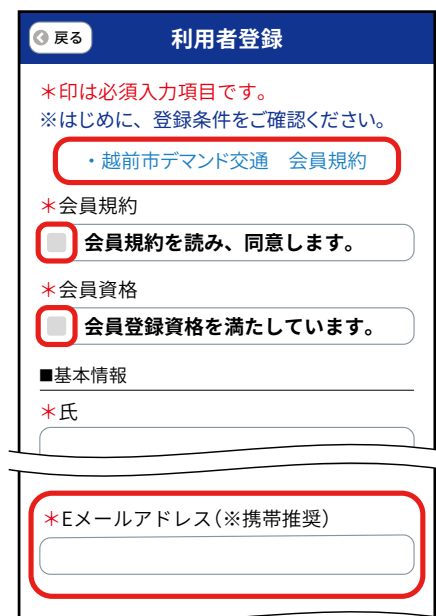 戻る
利用者登録
＊印は必須入力項目です。
※はじめに、登録条件をご確認ください。
・越前市デマンド交通　会員規約
＊会員規約
会員規約を読み、同意します。
＊会員資格
会員登録資格を満たしています。
■基本情報
＊氏
＊Eメールアドレス（※携帯推奨）